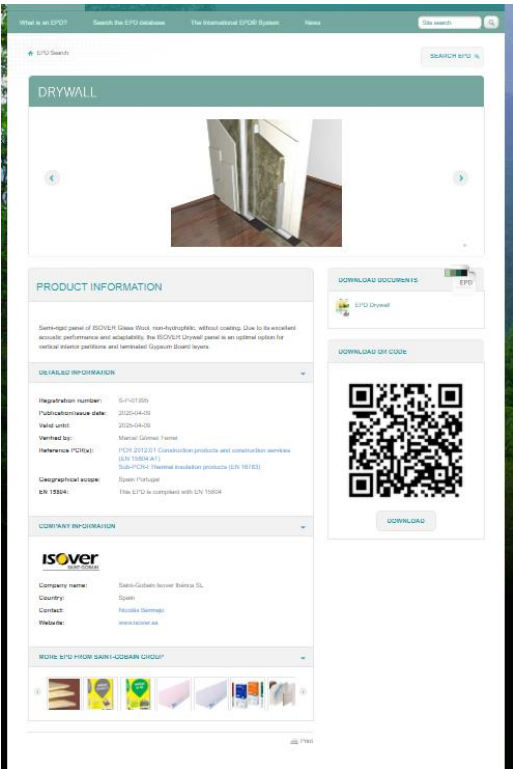 What is an EPD?
Search the EPD database
The International EPD® System
News
Site search
EPD Search
SEARCH EPD
DRYWALL
PRODUCT INFORMATION
Semi-rigid panel of ISOVER Glass Wool, non-hydrophilic, without coating. Due to its excellent
acoustic performance and adaptability, the ISOVER Drywall panel is an optimal option for
vertical interior partitions and laminated Gypsum Board layers.
DETAILED INFORMATION
Registration number:
Publication/issue date: 2020-04-09
Valid until: 2025-04-09
Verified by: Marcel Gómez Ferrer
Reference PCR(s): PCR 2012:01 Construction products and construction services
(EN 15804:A1)
Sub-PCR-I Thermal insulation products (EN 16783)
Geographical scope: Spain Portugal
EN 15804: This EPD is compliant with EN 15804
COMPANY INFORMATION
isover
SAINT-GOBAIN
Company name: Saint-Gobain Isover Ibérica SL
Country: Spain
Contact: Nicolás Bermejo
Website: www.isover.es
MORE EPD FROM SAINT-GOBAIN GROUP
Print
DOWNLOAD DOCUMENTS
EPD
EPD Drywall
DOWNLOAD QR CODE
DOWNLOAD